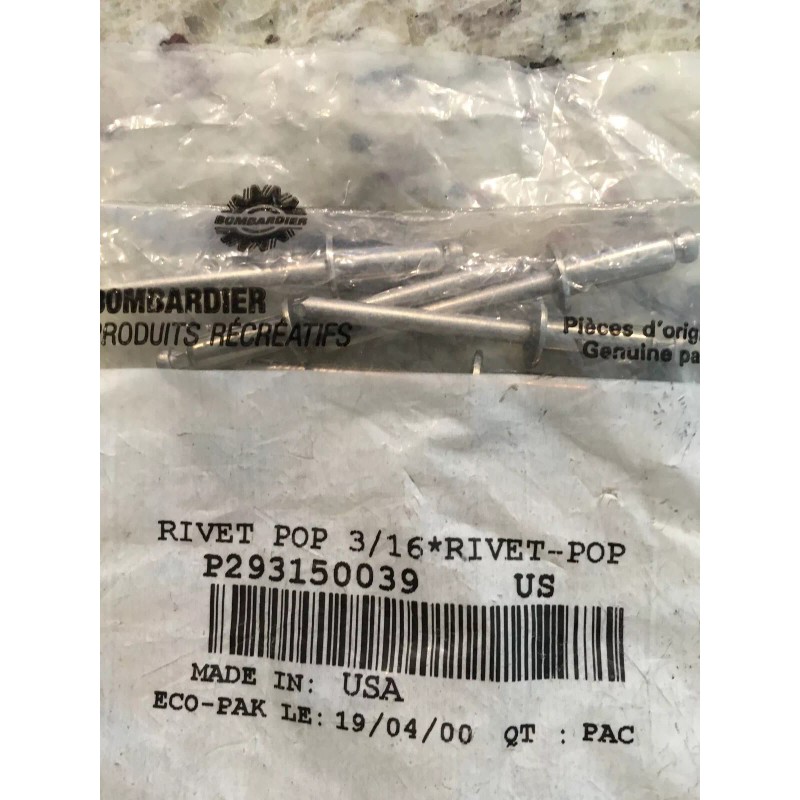 BOMBARDIER
BOMBARDIER
PRODUITS RÉCRÉATIFS
Pièces d'orig
Genuine pa
RIVET POP 3/16*RIVET-POP
P293150039 US
MADE IN: USA
ECO-PAK LE: 19/04/00 QT : PAC